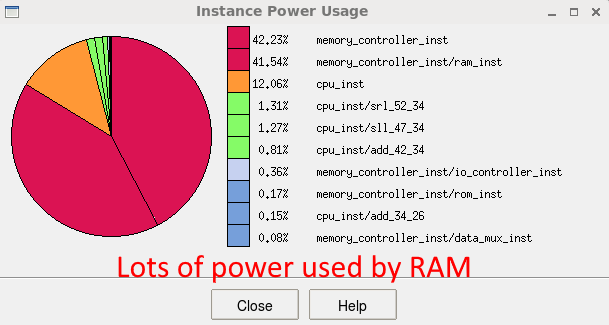 Instance Power Usage
42.23% memory_controller_inst
41.54% memory_controller_inst/ram_inst
12.06% cpu_inst
1.31% cpu_inst/srl_52_34
1.27% cpu_inst/sll_47_34
0.81% cpu_inst/add_42_34
0.36% memory_controller_inst/io_controller_inst
0.17% memory_controller_inst/rom_inst
0.15% cpu_inst/add_34_26
0.08% memory_controller_inst/data_mux_inst
Lots of power used by RAM
Close Help